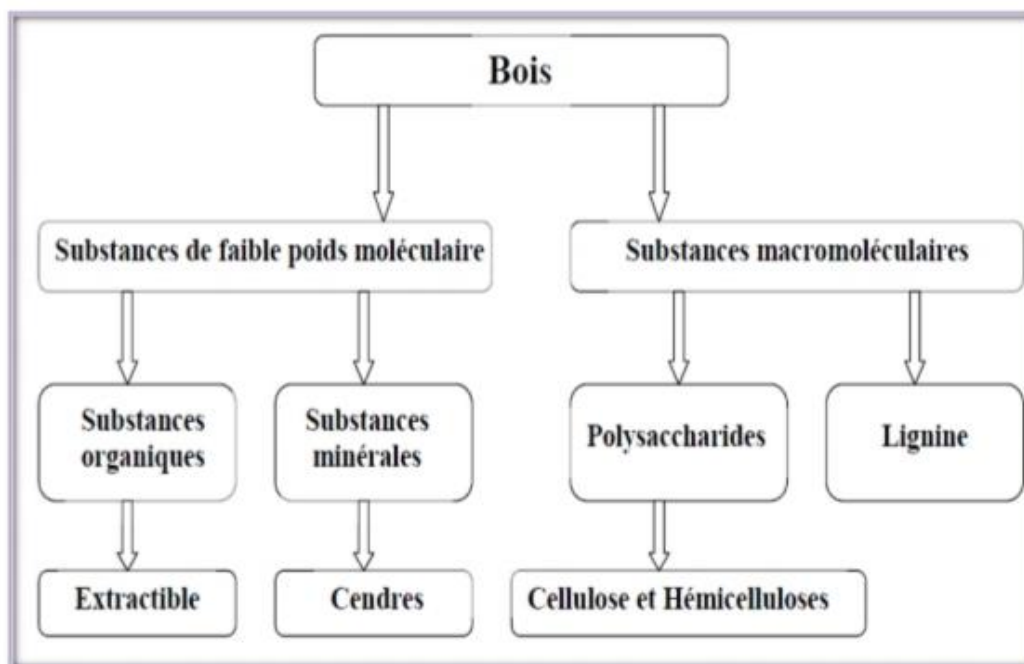 Bois
Substances de faible poids moléculaire
Substances macromoléculaires
Substances
organiques
Substances
minérales
Polysaccharides
Lignine
Extractible
Cendres
Cellulose et Hémicelluloses